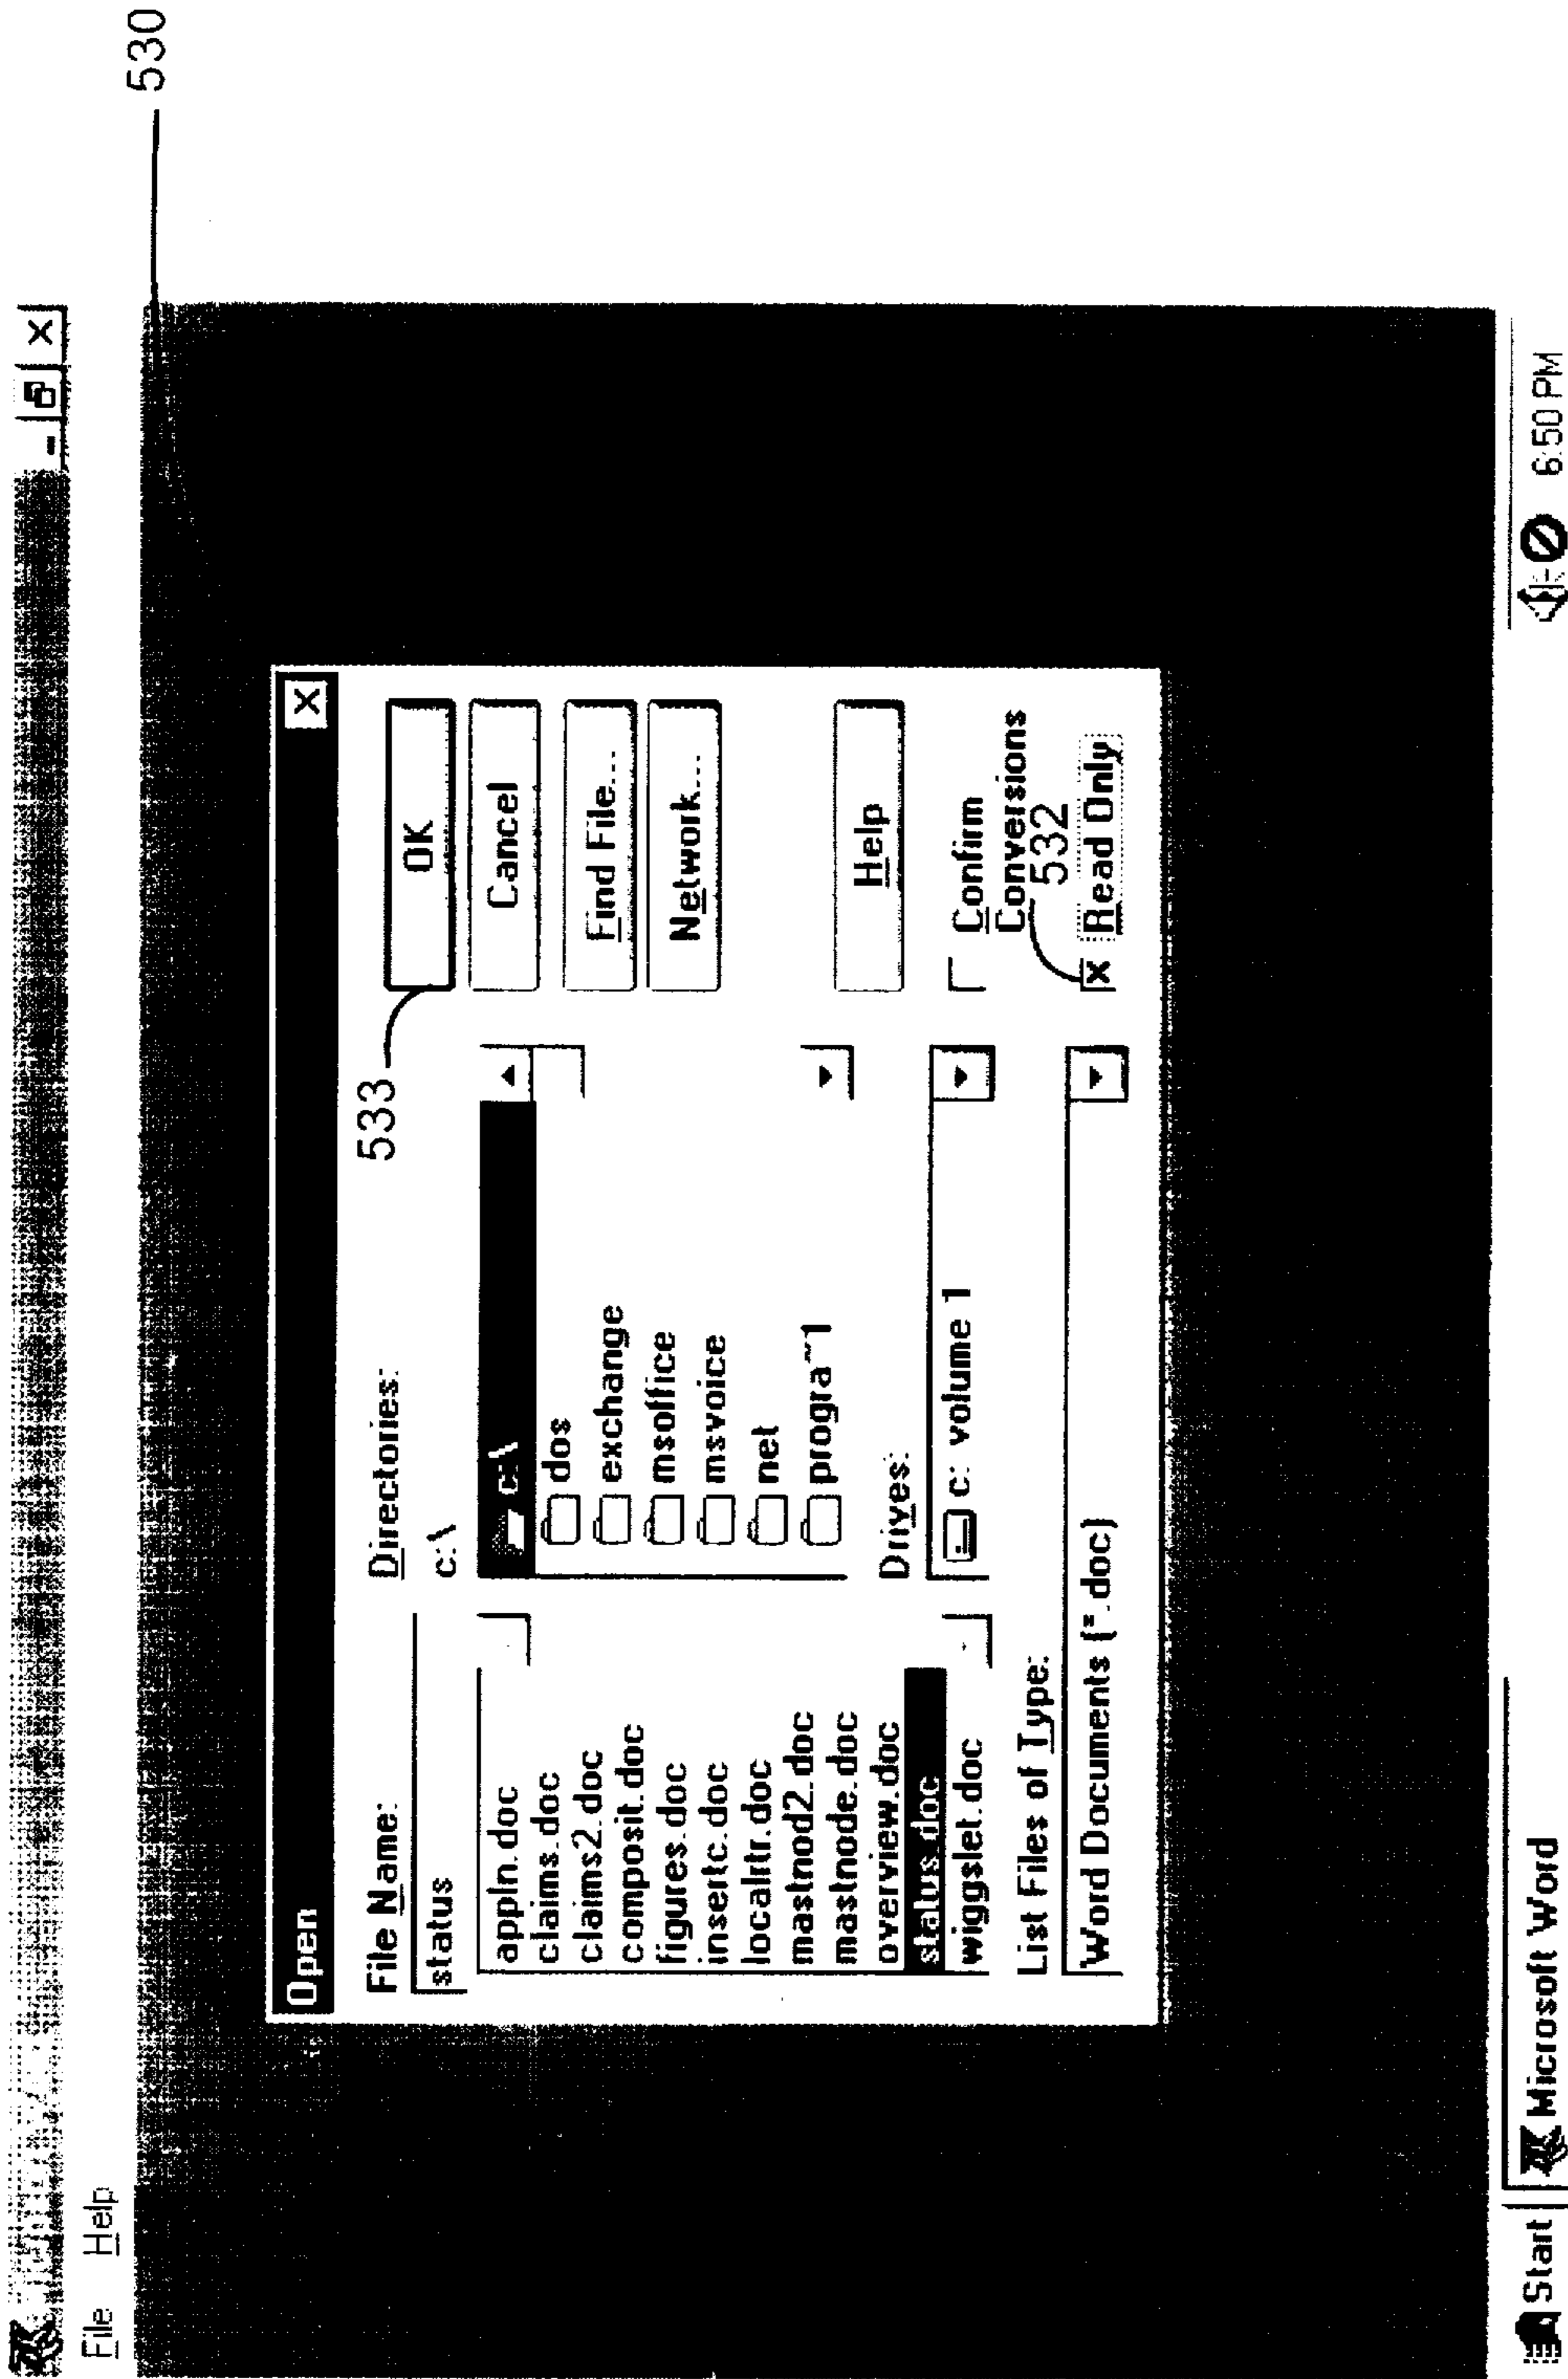 530
File Help
Open
File Name:
status
appln.doc
claims.doc
claims2.doc
composit.doc
figures.doc
insertc.doc
localrtr.doc
mastnod2.doc
mastnode.doc
overview.doc
status.doc
wiggslet.doc
List Files of Type:
Word Documents (*.doc)
Directories:
c:\
c:\
dos
exchange
msoffice
msvoice
net
progra~1
Drives:
c: volume 1
533
OK
Cancel
Find File...
Network...
Help
Confirm
Conversions
532
Read Only
Start
Microsoft Word
6:50 PM